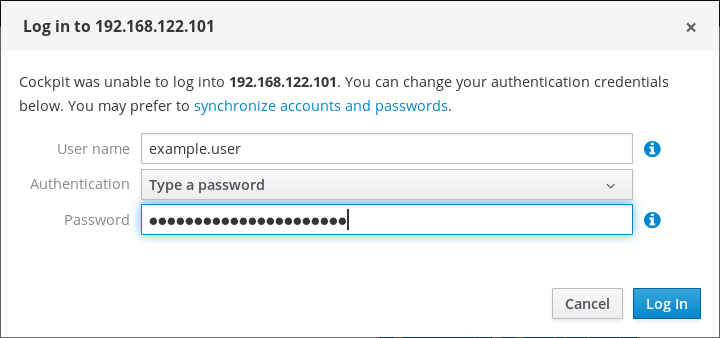 Log in to 192.168.122.101
Cockpit was unable to log into 192.168.122.101. You can change your authentication credentials
below. You may prefer to synchronize accounts and passwords.
User name example.user
Authentication Type a password
Password ••••••••••••••••••••••
Cancel Log In